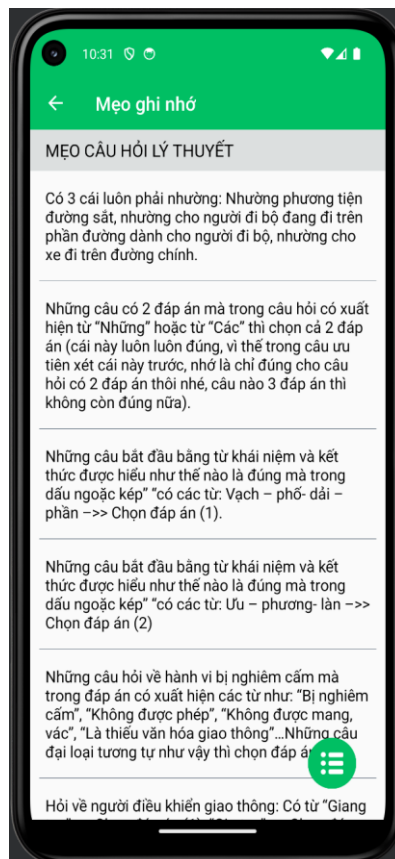 10:31
Mẹo ghi nhớ
MẸO CÂU HỎI LÝ THUYẾT
Có 3 cái luôn phải nhường: Nhường phương tiện
đường sắt, nhường cho người đi bộ đang đi trên
phần đường dành cho người đi bộ, nhường cho
xe đi trên đường chính.
Những câu có 2 đáp án mà trong câu hỏi có xuất
hiện từ “Những” hoặc từ “Các” thì chọn cả 2 đáp
án (cái này luôn luôn đúng, vì thế trong câu ưu
tiên xét cái này trước, nhớ là chỉ đúng cho câu
hỏi có 2 đáp án thôi nhé, câu nào 3 đáp án thì
không còn đúng nữa).
Những câu bắt đầu bằng từ khái niệm và kết
thức được hiểu như thế nào là đúng mà trong
dấu ngoặc kép” “có các từ: Vạch – phố- dải –
phần –>> Chọn đáp án (1).
Những câu bắt đầu bằng từ khái niệm và kết
thức được hiểu như thế nào là đúng mà trong
dấu ngoặc kép” “có các từ: Ưu – phương- làn –>>
Chọn đáp án (2)
Những câu hỏi về hành vi bị nghiêm cấm mà
trong đáp án có xuất hiện các từ như: “Bị nghiêm
cấm”, “Không được phép”, “Không được mang,
vác”, “Là thiếu văn hóa giao thông”...Những câu
đại loại tương tự như vậy thì chọn đáp
Hỏi về người điều khiển giao thông: Có từ “Giang